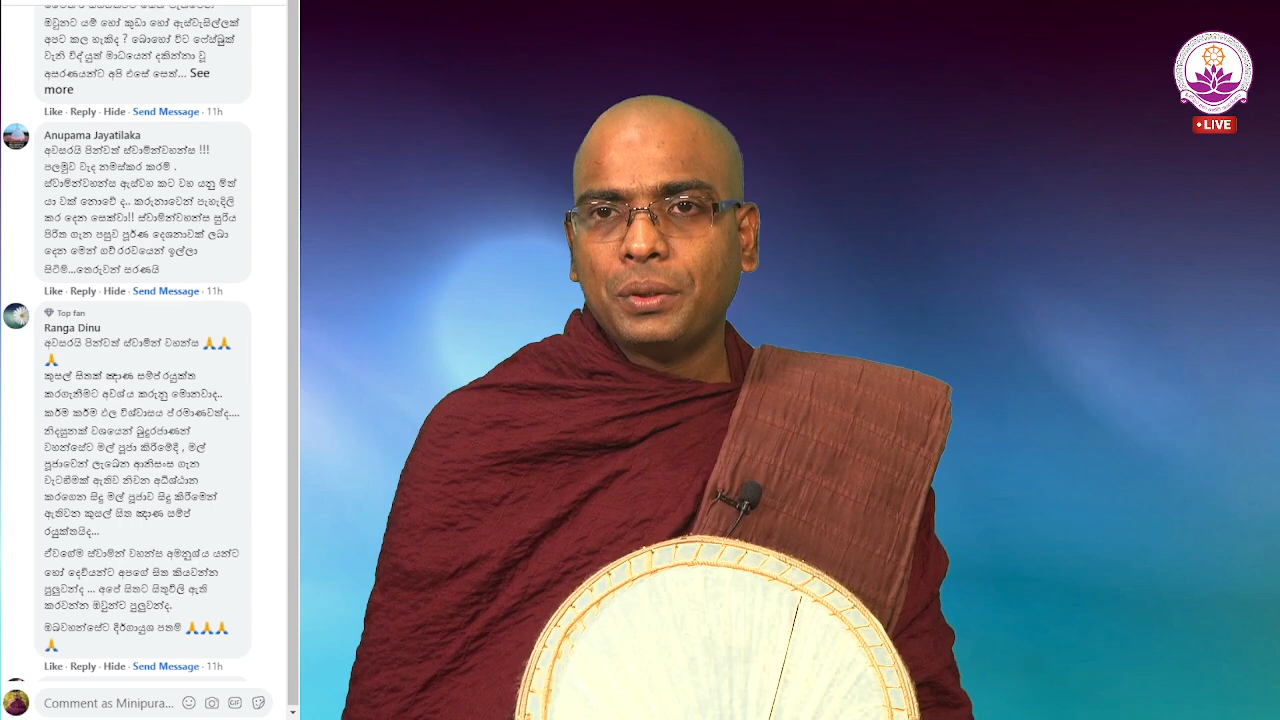 ඔවුනට යම් හෝ කුඩා හෝ ඇස්වැසිල්ලක්
අපට කල හැකිද ? බොහෝ විට ෆේස්බුක්
වැනි විද්‍යුත් මාධයෙන් දකින්නා වූ
අසරණයන්ට අපි එසේ සෙත්... See
more
Like · Reply · Hide · Send Message · 11h
Anupama Jayatilaka
අවසරයි පින්වත් ස්වාමින්වහන්ස !!!
පලමුව වැද නමස්කර කරමි .
ස්වාමින්වහන්ස ඇස්වහ කට වහ යනු මිත්
යා වක් නොවේ ද.. කරුනාවෙන් පැහැදිලි
කර දෙන සෙක්වා!! ස්වාමින්වහන්ස සුරිය
පිරිත ගැන පසුව පූර්ණ දෙශනාවක් ලබා
දෙන මෙන් ගව් රරවයෙන් ඉල්ලා
සිටිමි...තෙරුවන් සරණයි
Like · Reply · Hide · Send Message · 11h
Top fan
Ranga Dinu
අවසරයි පින්වත් ස්වාමින් වහන්ස 🙏🙏
🙏
කුසල් සිතක් ඤාණ සම්ප් රයුක්ත
කරගැනීමට අවශ් ය කරුනු මොනවාද..
කර්ම කර්ම ඵල විශ්වාසය ප් රමාණවත්ද....
නිදසුනක් වශයෙන් බුදුරජාණන්
වහන්සේට මල් පූජා කිරීමේදී , මල්
පූජාවෙන් ලැබෙන ආනිසංස ගැන
වැටහීමක් ඇතිව නිවන අධිශ්ඨාන
කරගෙන සිදු මල් පූජාව සිදු කිරීමෙන්
ඇතිවන කුසල් සිත ඤාණ සම්ප්
රයුක්තයිද...
ඒවගේම ස්වාමින් වහන්ස අමනුශ් ය යන්ට
හෝ දෙවියන්ට අපගේ සිත කියවන්න
පුලුවන්ද ... අපේ සිතට සිතුවිලි ඇති
කරවන්න ඔවුන්ට පුලුවන්ද.
ඔබවහන්සේට දීර්ගායුශ පතමි 🙏🙏🙏
🙏
Like · Reply · Hide · Send Message · 11h
Comment as Minipura...
GIF
• LIVE